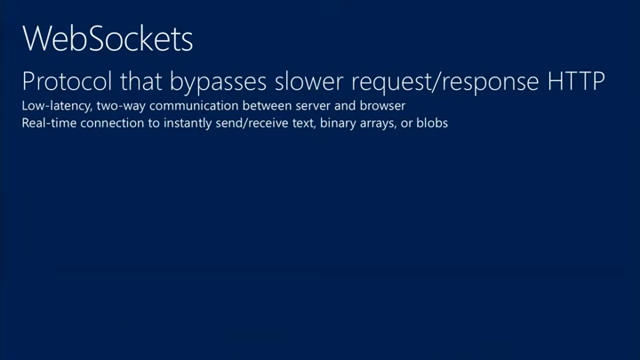 WebSockets
Protocol that bypasses slower request/response HTTP
Low-latency, two-way communication between server and browser
Real-time connection to instantly send/receive text, binary arrays, or blobs